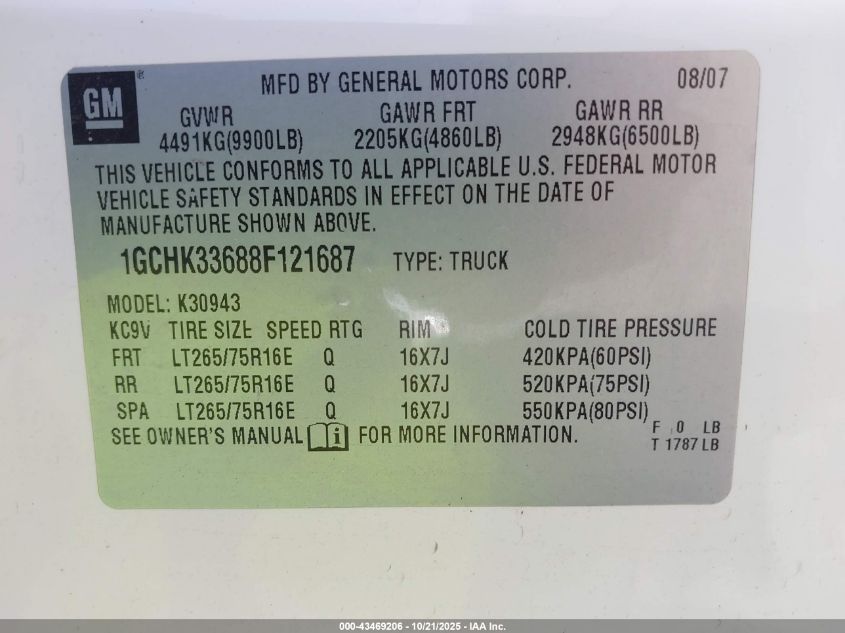 GM ® MFD BY GENERAL MOTORS CORP. 08/07
GVWR GAWR FRT GAWR RR
4491KG(9900LB) 2205KG(4860LB) 2948KG(6500LB)
THIS VEHICLE CONFORMS TO ALL APPLICABLE U.S. FEDERAL MOTOR
VEHICLE SAFETY STANDARDS IN EFFECT ON THE DATE OF
MANUFACTURE SHOWN ABOVE.
1GCHK33688F121687 TYPE: TRUCK
MODEL: K30943
KC9V TIRE SIZE SPEED RTG RIM COLD TIRE PRESSURE
FRT LT265/75R16E Q 16X7J 420KPA(60PSI)
RR LT265/75R16E Q 16X7J 520KPA(75PSI)
SPA LT265/75R16E Q 16X7J 550KPA(80PSI)
SEE OWNER'S MANUAL i FOR MORE INFORMATION.
F 0 LB
T 1787 LB
000-43469206 - 10/21/2025 - IAA Inc.